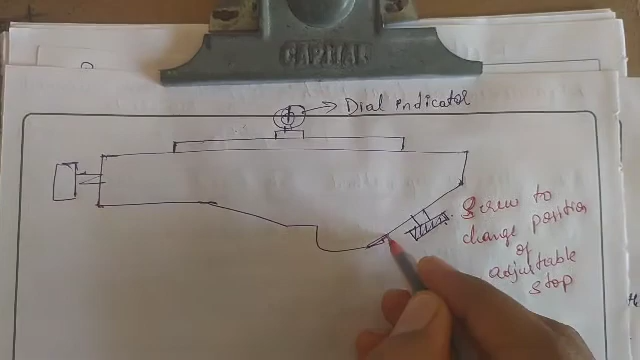 CAPITAL
Dial indicator
Screw to
change position
of
adjustable
stop